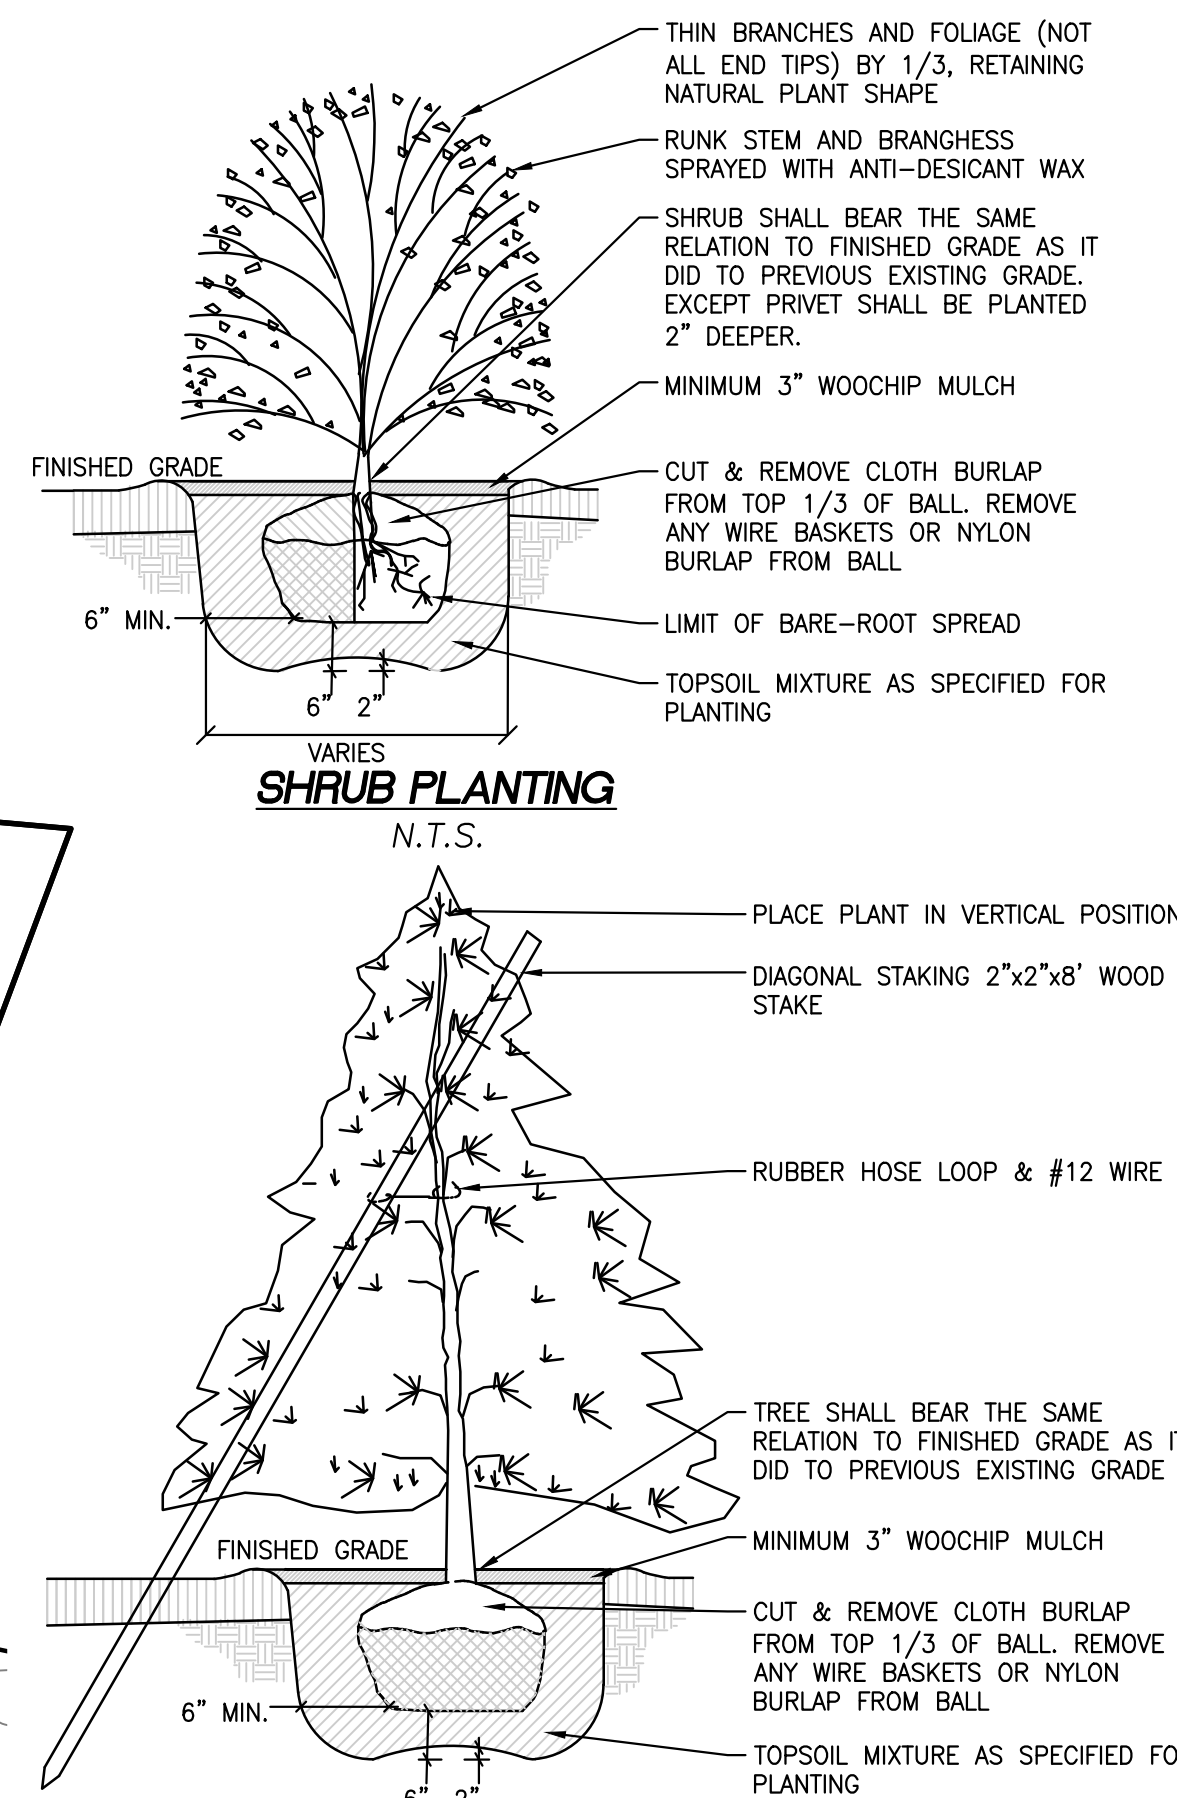 THIN BRANCHES AND FOLIAGE (NOT
ALL END TIPS) BY 1/3, RETAINING
NATURAL PLANT SHAPE
RUNK STEM AND BRANGHESS
SPRAYED WITH ANTI-DESICANT WAX
SHRUB SHALL BEAR THE SAME
RELATION TO FINISHED GRADE AS IT
DID TO PREVIOUS EXISTING GRADE.
EXCEPT PRIVET SHALL BE PLANTED
2" DEEPER.
MINIMUM 3" WOOCHIP MULCH
FINISHED GRADE
CUT & REMOVE CLOTH BURLAP
FROM TOP 1/3 OF BALL. REMOVE
ANY WIRE BASKETS OR NYLON
BURLAP FROM BALL
6" MIN.
LIMIT OF BARE-ROOT SPREAD
TOPSOIL MIXTURE AS SPECIFIED FOR
PLANTING
6" 2"
VARIES
SHRUB PLANTING
N.T.S.
PLACE PLANT IN VERTICAL POSITION
DIAGONAL STAKING 2"x2"x8' WOOD
STAKE
RUBBER HOSE LOOP & #12 WIRE
TREE SHALL BEAR THE SAME
RELATION TO FINISHED GRADE AS IT
DID TO PREVIOUS EXISTING GRADE
MINIMUM 3" WOOCHIP MULCH
FINISHED GRADE
CUT & REMOVE CLOTH BURLAP
FROM TOP 1/3 OF BALL. REMOVE
ANY WIRE BASKETS OR NYLON
BURLAP FROM BALL
6" MIN.
TOPSOIL MIXTURE AS SPECIFIED FO
PLANTING
6" 2"